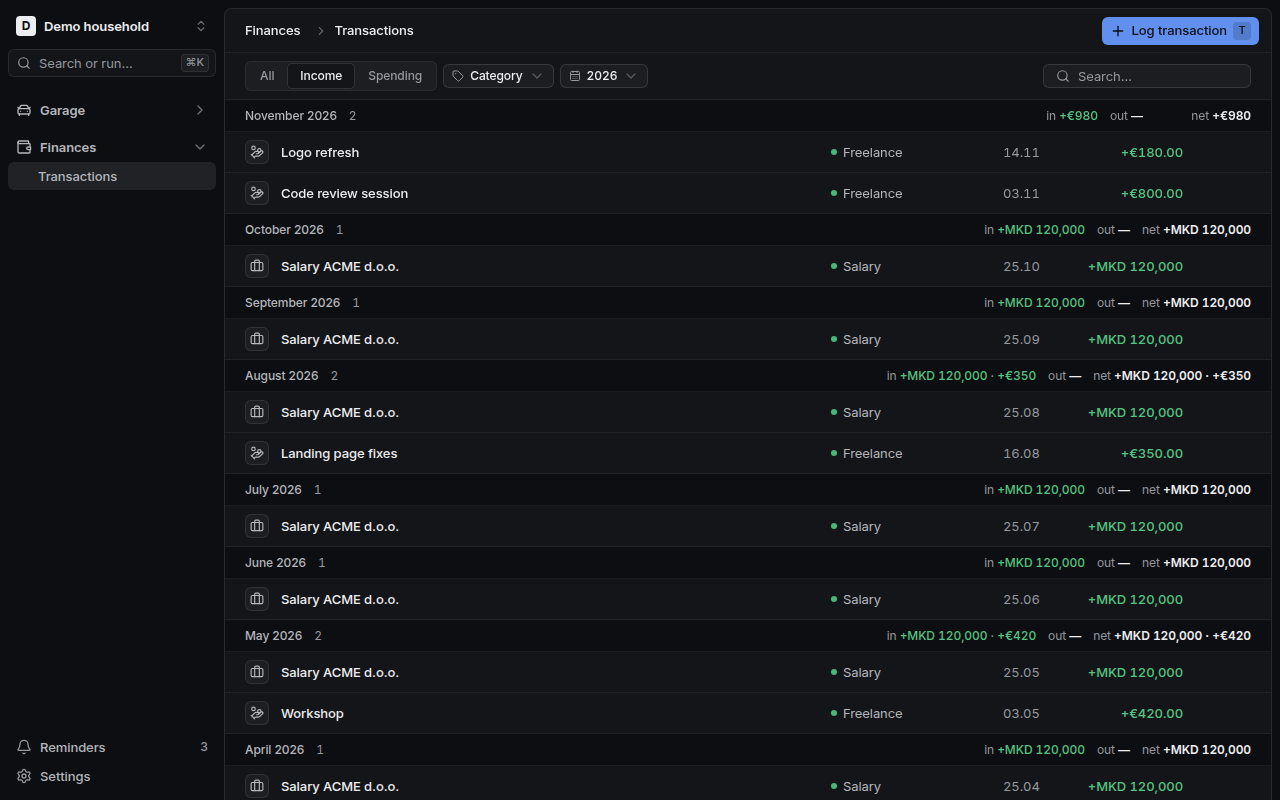 D Demo household
Search or run... ⌘K
Garage
Finances
Transactions
Reminders 3
Settings
Finances Transactions
Log transaction T
All Income Spending Category 2026 Search...
November 2026 2 in +€980 out — net +€980
Logo refresh Freelance 14.11 +€180.00
Code review session Freelance 03.11 +€800.00
October 2026 1 in +MKD 120,000 out — net +MKD 120,000
Salary ACME d.o.o. Salary 25.10 +MKD 120,000
September 2026 1 in +MKD 120,000 out — net +MKD 120,000
Salary ACME d.o.o. Salary 25.09 +MKD 120,000
August 2026 2 in +MKD 120,000 · +€350 out — net +MKD 120,000 · +€350
Salary ACME d.o.o. Salary 25.08 +MKD 120,000
Landing page fixes Freelance 16.08 +€350.00
July 2026 1 in +MKD 120,000 out — net +MKD 120,000
Salary ACME d.o.o. Salary 25.07 +MKD 120,000
June 2026 1 in +MKD 120,000 out — net +MKD 120,000
Salary ACME d.o.o. Salary 25.06 +MKD 120,000
May 2026 2 in +MKD 120,000 · +€420 out — net +MKD 120,000 · +€420
Salary ACME d.o.o. Salary 25.05 +MKD 120,000
Workshop Freelance 03.05 +€420.00
April 2026 1 in +MKD 120,000 out — net +MKD 120,000
Salary ACME d.o.o. Salary 25.04 +MKD 120,000